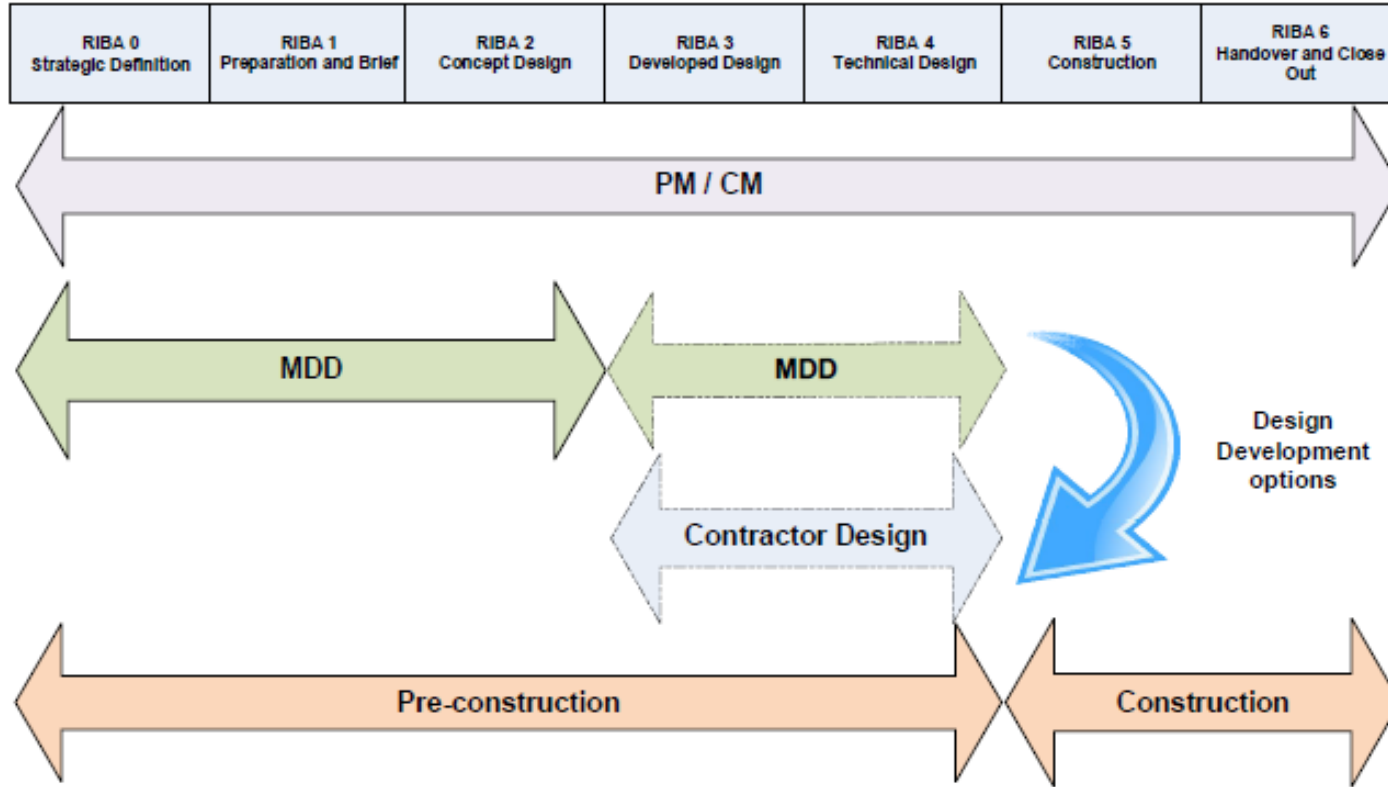 RIBA 0
Strategic Definition
RIBA 1
Preparation and Brief
RIBA 2
Concept Design
RIBA 3
Developed Design
RIBA 4
Technical Design
RIBA 5
Construction
RIBA 6
Handover and Close
Out
PM / CM
MDD
MDD
Design
Development
options
Contractor Design
Pre-construction
Construction